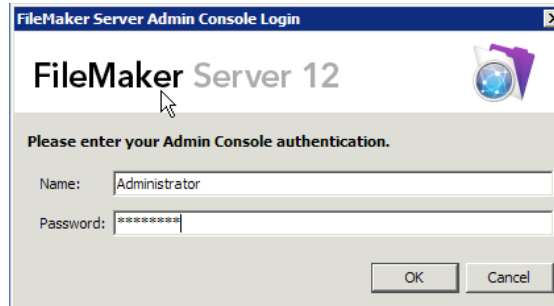 FileMaker Server Admin Console Login
FileMaker Server 12
Please enter your Admin Console authentication.
Name: Administrator
Password: ********
OK Cancel